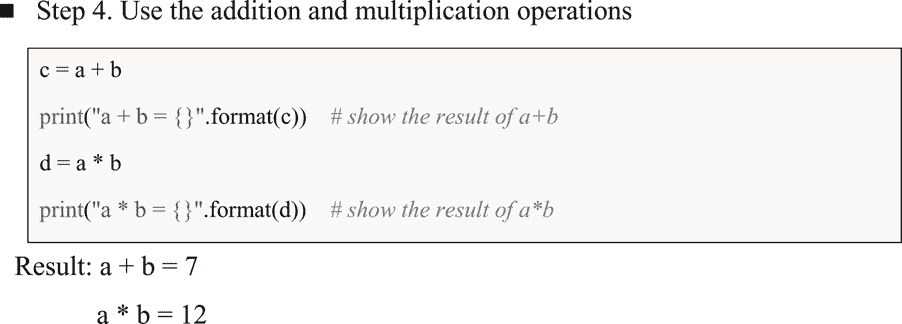 ■ Step 4. Use the addition and multiplication operations
c = a + b
print("a + b = {}".format(c)) # show the result of a+b
d = a * b
print("a * b = {}".format(d)) # show the result of a*b
Result: a + b = 7
a * b = 12